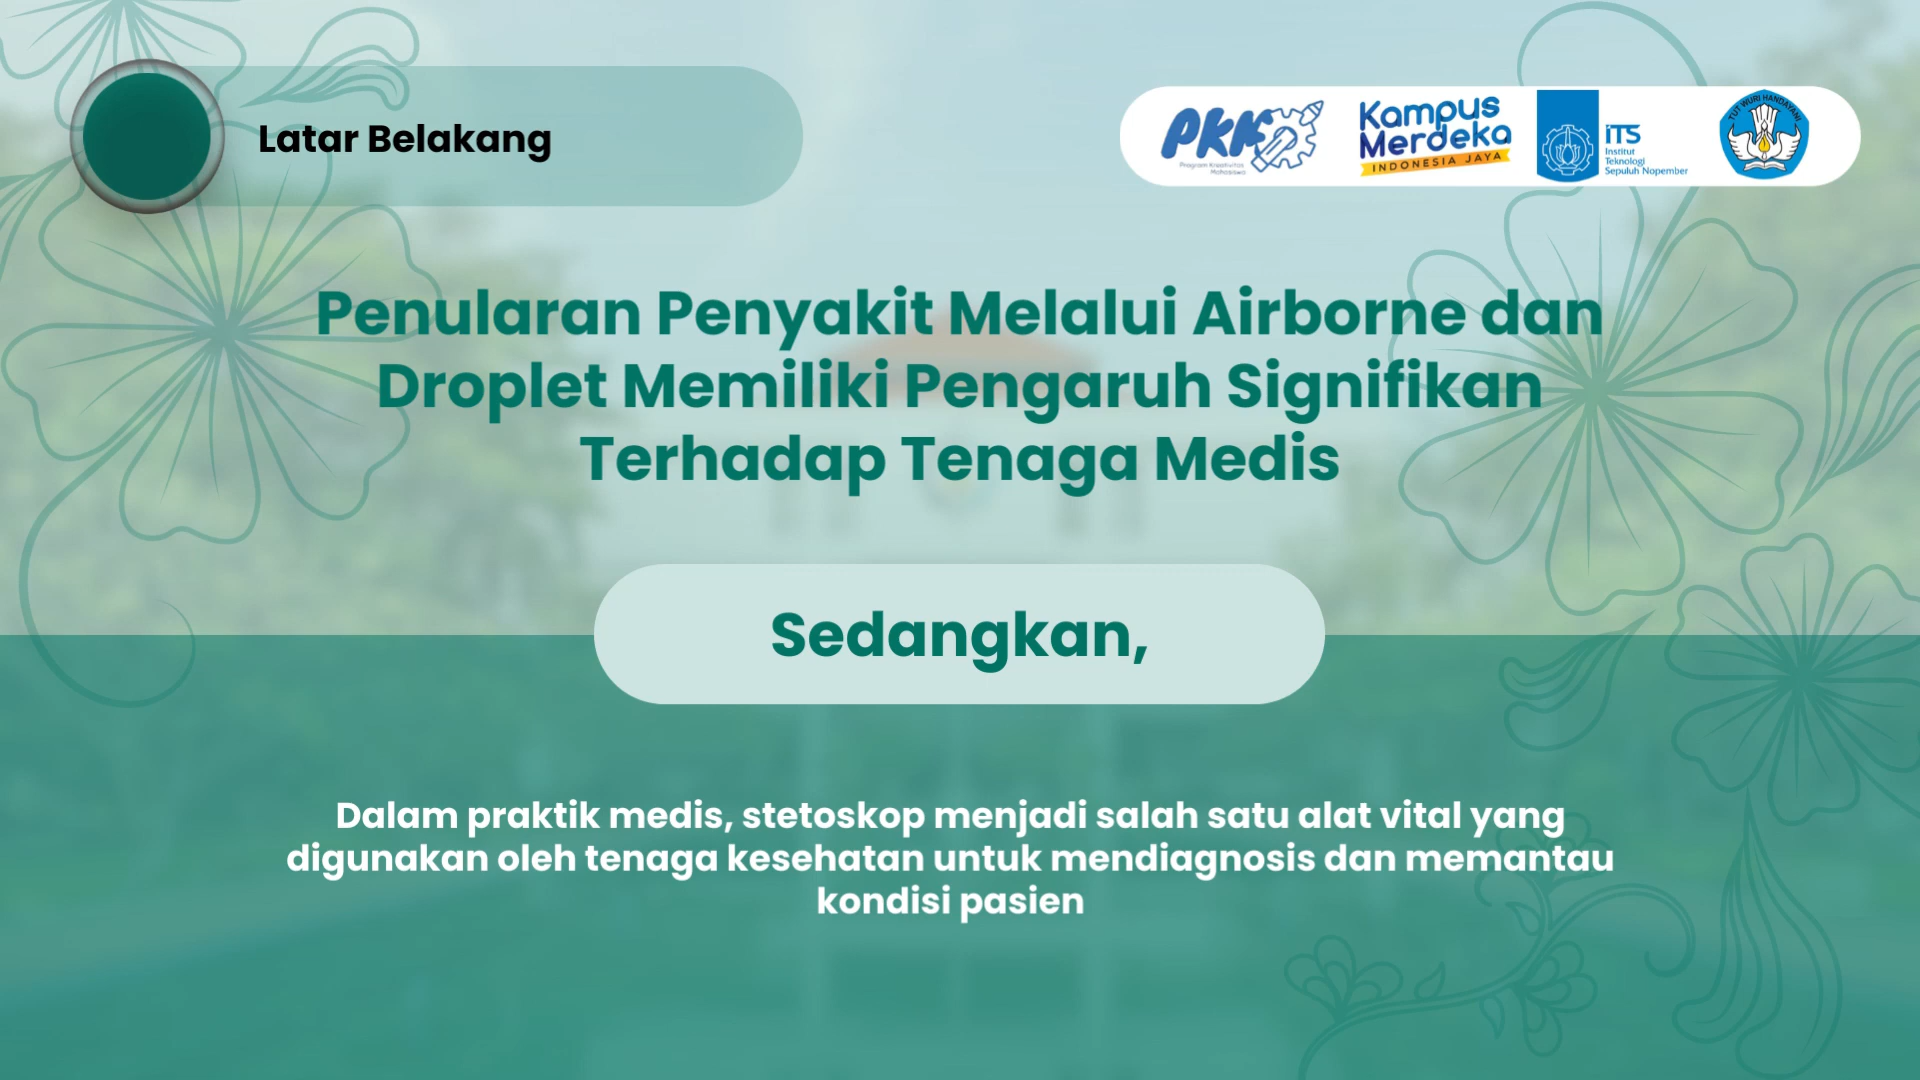 Latar Belakang
PKK
Program Kreativitas
Mahasiswa
Kampus
Merdeka
INDONESIA JAYA
ITS
Institut
Teknologi
Sepuluh Nopember
TUT WURI HANDAYANI
Penularan Penyakit Melalui Airborne dan
Droplet Memiliki Pengaruh Signifikan
Terhadap Tenaga Medis
Sedangkan,
Dalam praktik medis, stetoskop menjadi salah satu alat vital yang
digunakan oleh tenaga kesehatan untuk mendiagnosis dan memantau
kondisi pasien